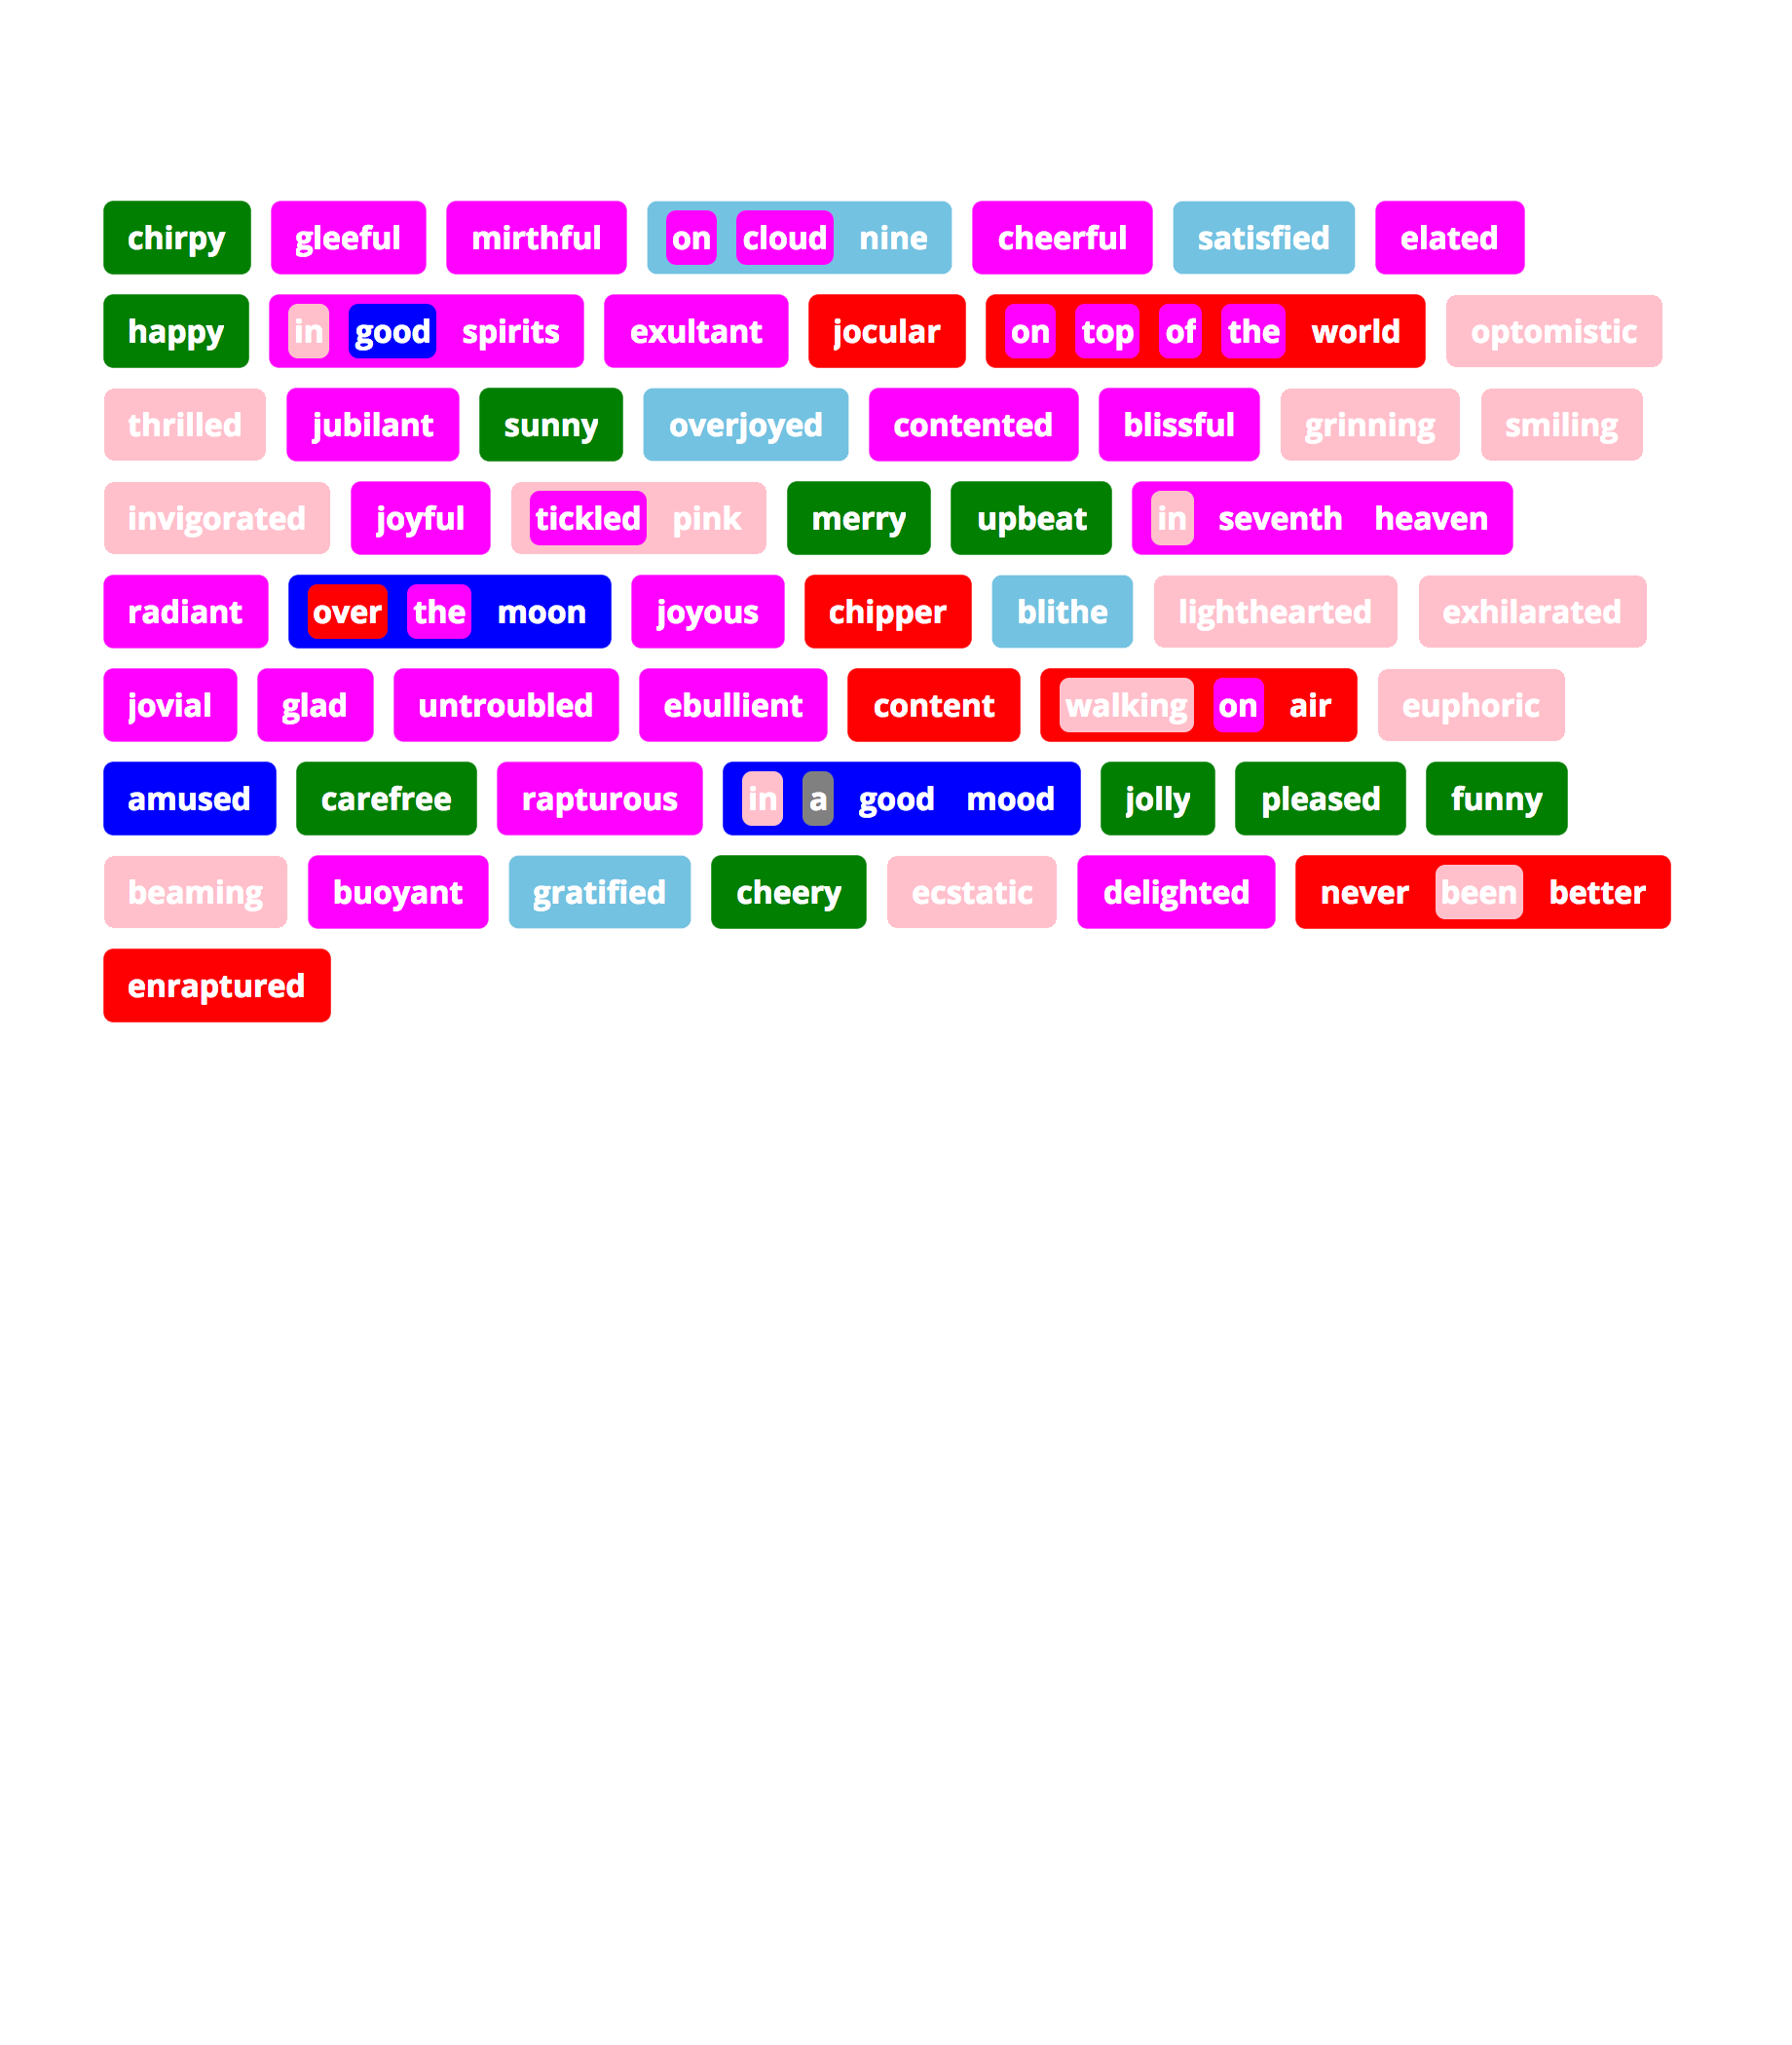 chirpy gleeful mirthful on cloud nine cheerful satisfied elated
happy in good spirits exultant jocular on top of the world optomistic
thrilled jubilant sunny overjoyed contented blissful grinning smiling
invigorated joyful tickled pink merry upbeat in seventh heaven
radiant over the moon joyous chipper blithe lighthearted exhilarated
jovial glad untroubled ebullient content walking on air euphoric
amused carefree rapturous in a good mood jolly pleased funny
beaming buoyant gratified cheery ecstatic delighted never been better
enraptured